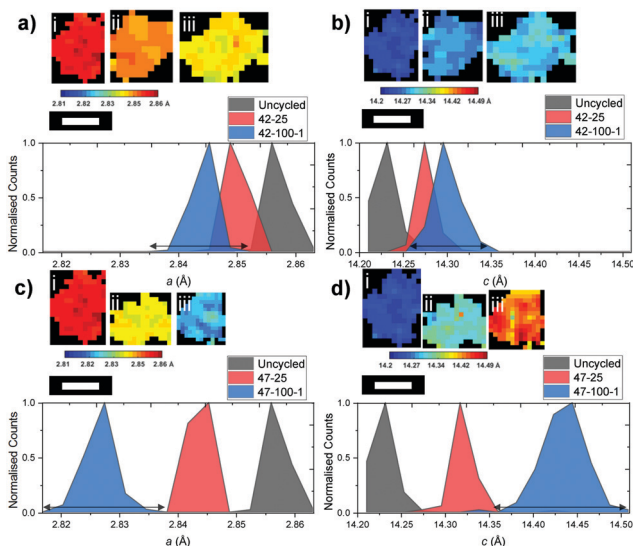 a)
i
ii
iii
2.81 2.82 2.83 2.85 2.86 Å
Uncycled
42-25
42-100-1
Normalised Counts
1.0
0.5
0.0
2.82 2.83 2.84 2.85 2.86
a (Å)
b)
i
ii
iii
14.2 14.27 14.34 14.42 14.49 Å
Uncycled
42-25
42-100-1
Normalised Counts
1.0
0.5
0.0
14.20 14.25 14.30 14.35 14.40 14.45 14.50
c (Å)
c)
i
ii
iii
2.81 2.82 2.83 2.85 2.86 Å
Uncycled
47-25
47-100-1
Normalised Counts
1.0
0.5
0.0
2.82 2.83 2.84 2.85 2.86
a (Å)
d)
i
ii
iii
14.2 14.27 14.34 14.42 14.49 Å
Uncycled
47-25
47-100-1
Normalised Counts
1.0
0.5
0.0
14.20 14.25 14.30 14.35 14.40 14.45 14.50
c (Å)